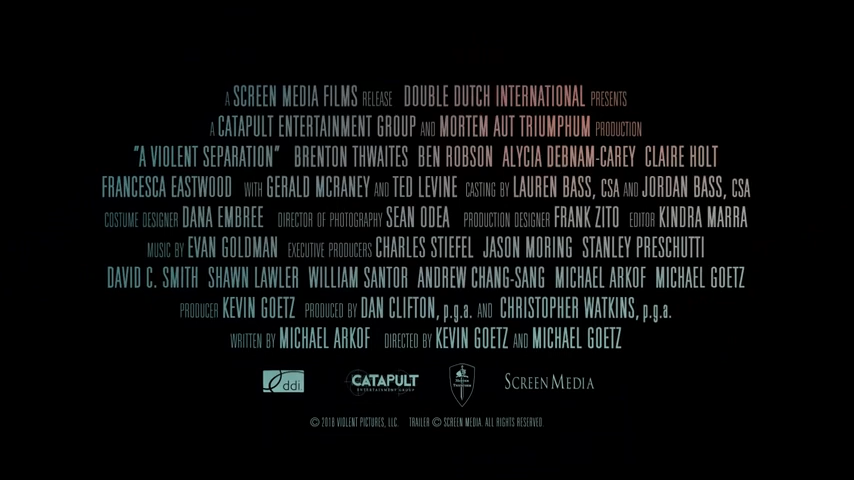 A SCREEN MEDIA FILMS RELEASE DOUBLE DUTCH INTERNATIONAL PRESENTS
A CATAPULT ENTERTAINMENT GROUP AND MORTEM AUT TRIUMPHUM PRODUCTION
"A VIOLENT SEPARATION" BRENTON THWAITES BEN ROBSON ALYCIA DEBNAM-CAREY CLAIRE HOLT
FRANCESCA EASTWOOD WITH GERALD MCRANEY AND TED LEVINE CASTING BY LAUREN BASS, CSA AND JORDAN BASS, CSA
COSTUME DESIGNER DANA EMBREE DIRECTOR OF PHOTOGRAPHY SEAN ODEA PRODUCTION DESIGNER FRANK ZITO EDITOR KINDRA MARRA
MUSIC BY EVAN GOLDMAN EXECUTIVE PRODUCERS CHARLES STIEFEL JASON MORING STANLEY PRESCHUTTI
DAVID C. SMITH SHAWN LAWLER WILLIAM SANTOR ANDREW CHANG-SANG MICHAEL ARKOF MICHAEL GOETZ
PRODUCER KEVIN GOETZ PRODUCED BY DAN CLIFTON, p.g.a. AND CHRISTOPHER WATKINS, p.g.a.
WRITTEN BY MICHAEL ARKOF DIRECTED BY KEVIN GOETZ AND MICHAEL GOETZ
ddi CATAPULT ENTERTAINMENT GROUP SCREEN MEDIA
© 2018 VIOLENT PICTURES, LLC. TRAILER © SCREEN MEDIA. ALL RIGHTS RESERVED.